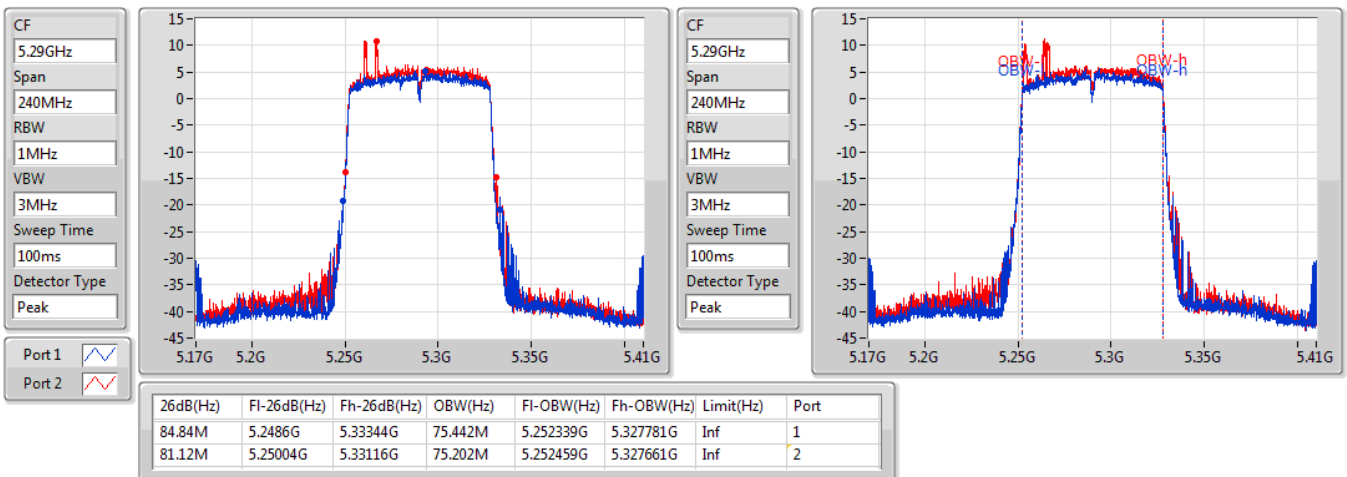 CF
5.29GHz
Span
240MHz
RBW
1MHz
VBW
3MHz
Sweep Time
100ms
Detector Type
Peak
Port 1
Port 2
15
10
5
0
-5
-10
-15
-20
-25
-30
-35
-40
-45
5.17G 5.2G 5.25G 5.3G 5.35G 5.41G
CF
5.29GHz
Span
240MHz
RBW
1MHz
VBW
3MHz
Sweep Time
100ms
Detector Type
Peak
15
10
5
0
-5
-10
-15
-20
-25
-30
-35
-40
-45
OBW-l OBW-h
OBW-l OBW-h
5.17G 5.2G 5.25G 5.3G 5.35G 5.41G
26dB(Hz) Fl-26dB(Hz) Fh-26dB(Hz) OBW(Hz) Fl-OBW(Hz) Fh-OBW(Hz) Limit(Hz) Port
84.84M 5.2486G 5.33344G 75.442M 5.252339G 5.327781G Inf 1
81.12M 5.25004G 5.33116G 75.202M 5.252459G 5.327661G Inf 2